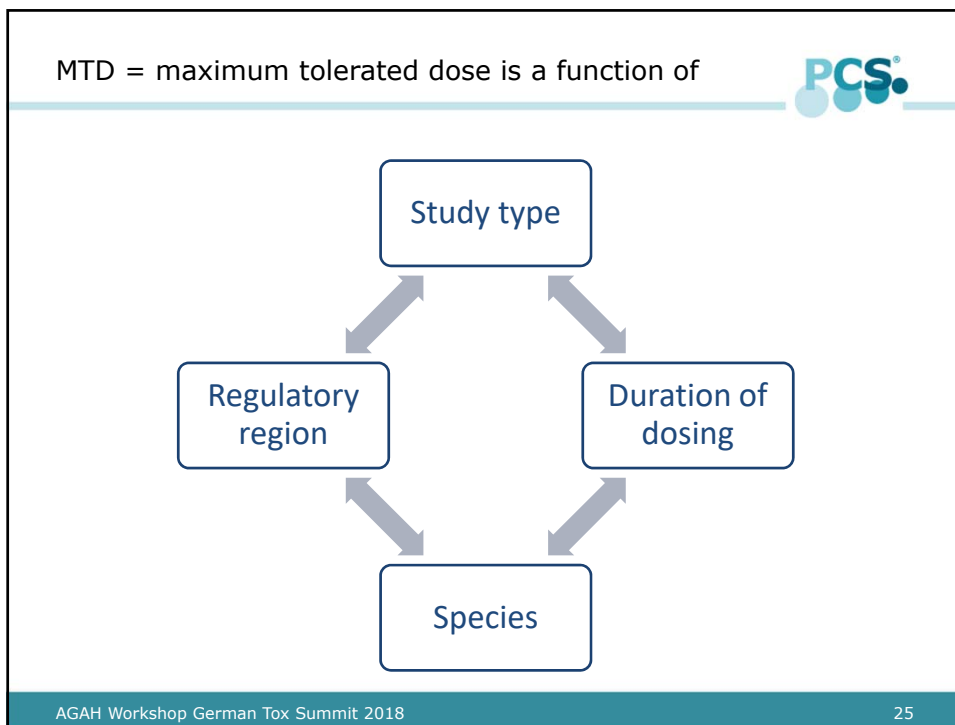 MTD = maximum tolerated dose is a function of
PCS®
Study type
Regulatory
region
Duration of
dosing
Species
AGAH Workshop German Tox Summit 2018
25